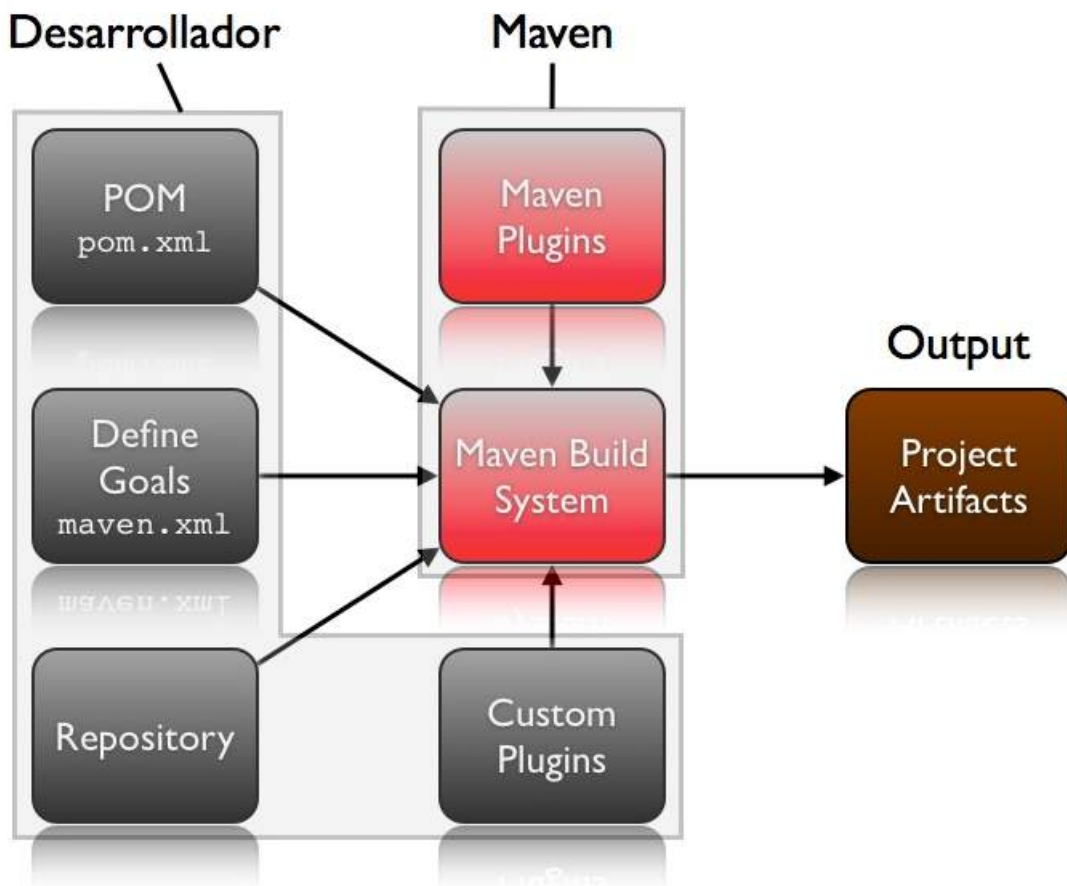 Desarrollador
Maven
POM
pom.xml
Maven
Plugins
Output
Define
Goals
maven.xml
Maven Build
System
Project
Artifacts
Repository
Custom
Plugins